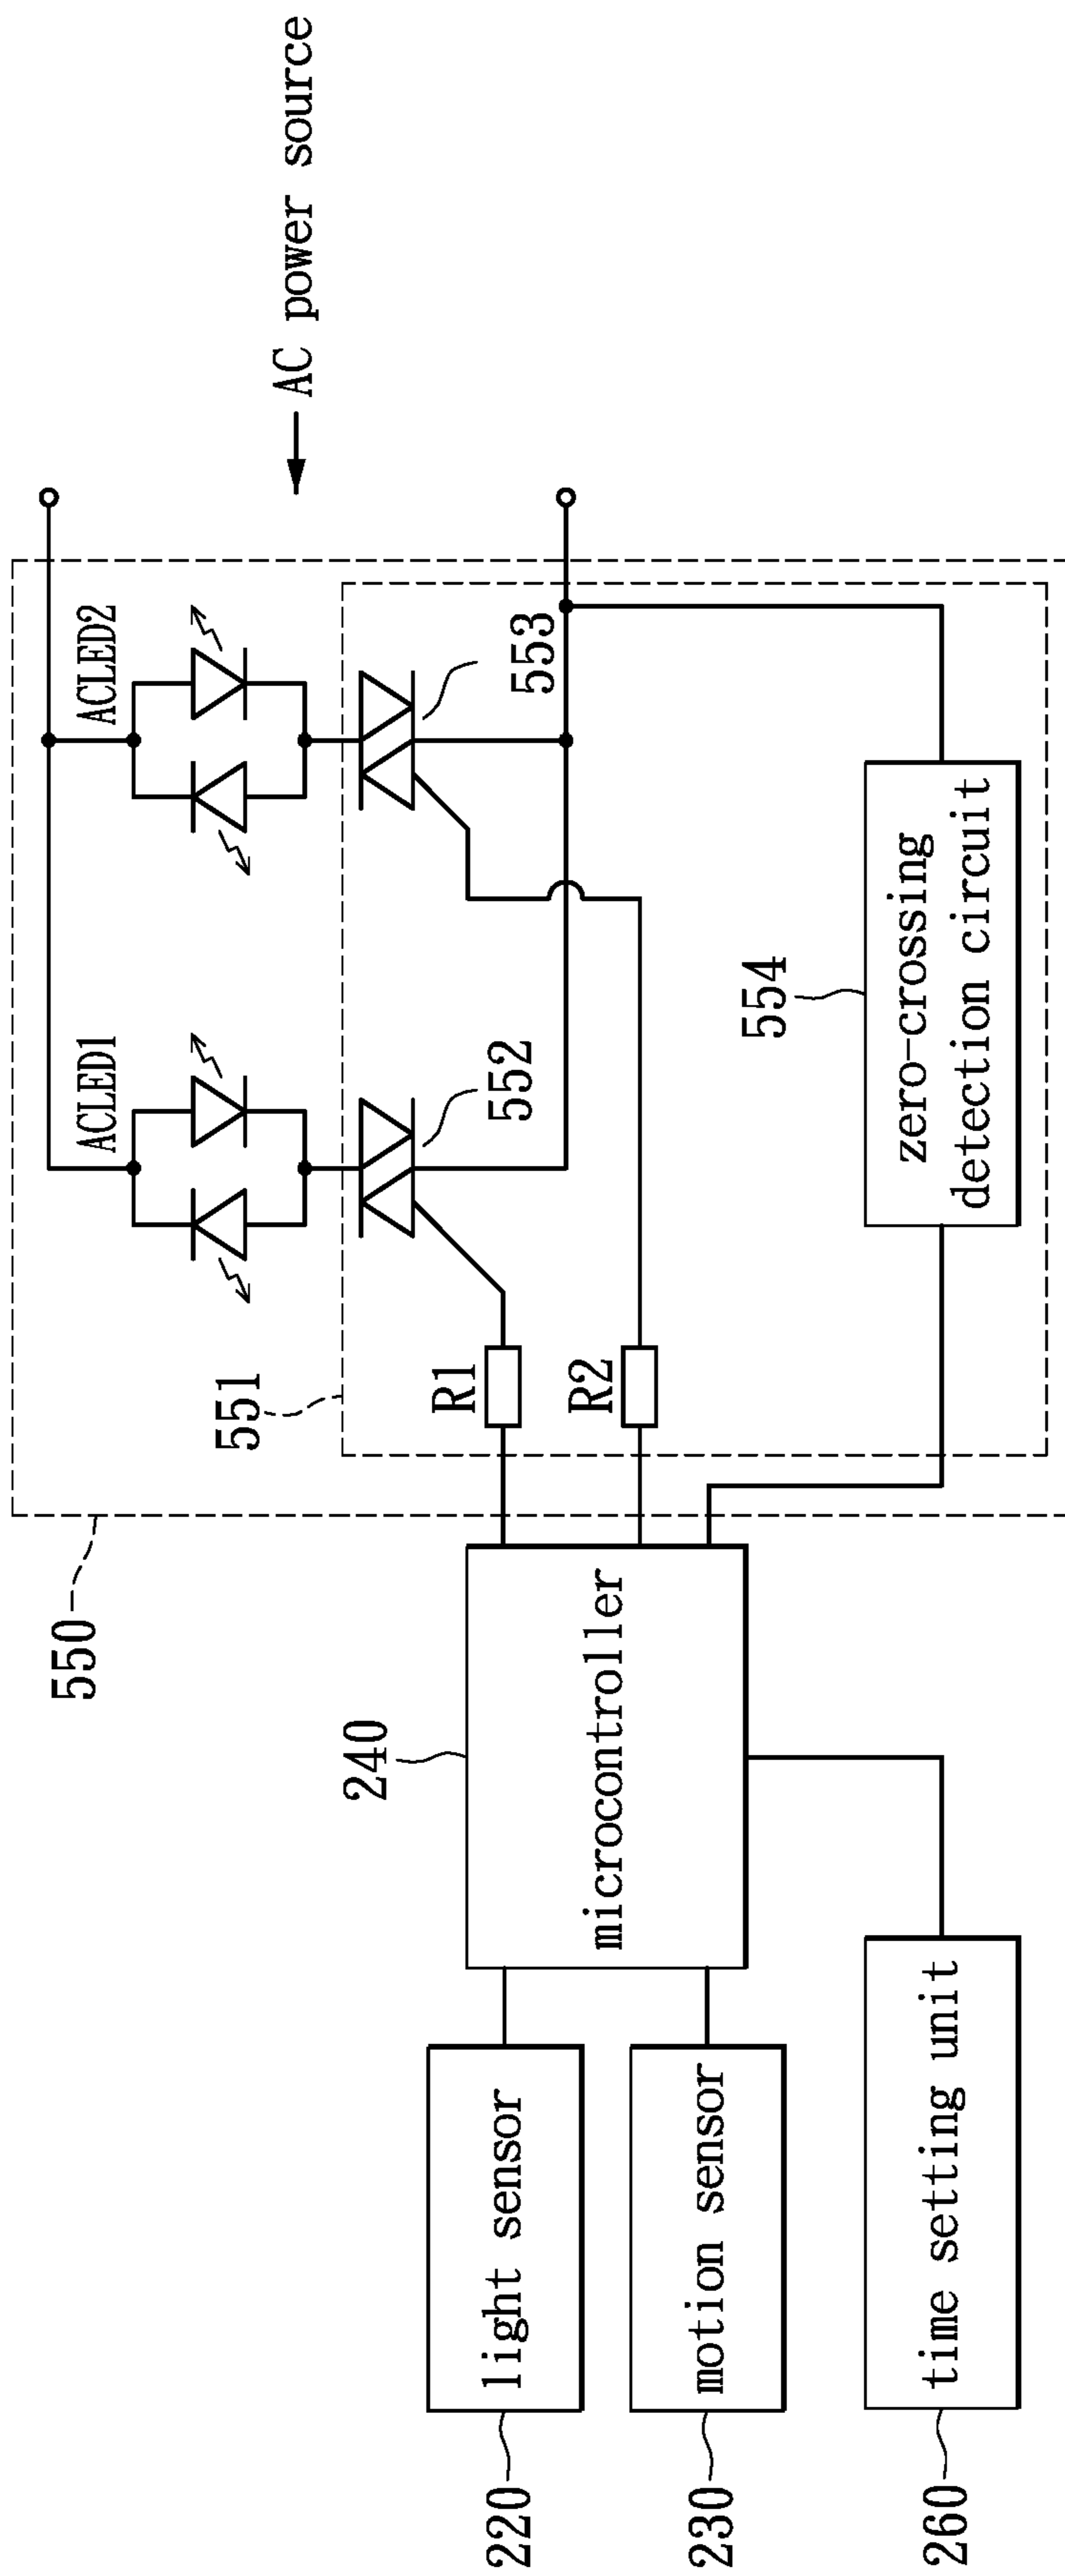 AC power source
ACLED1
ACLED2
550
551
552
553
R1
R2
554
zero-crossing
detection circuit
240
microcontroller
220
light sensor
230
motion sensor
260
time setting unit